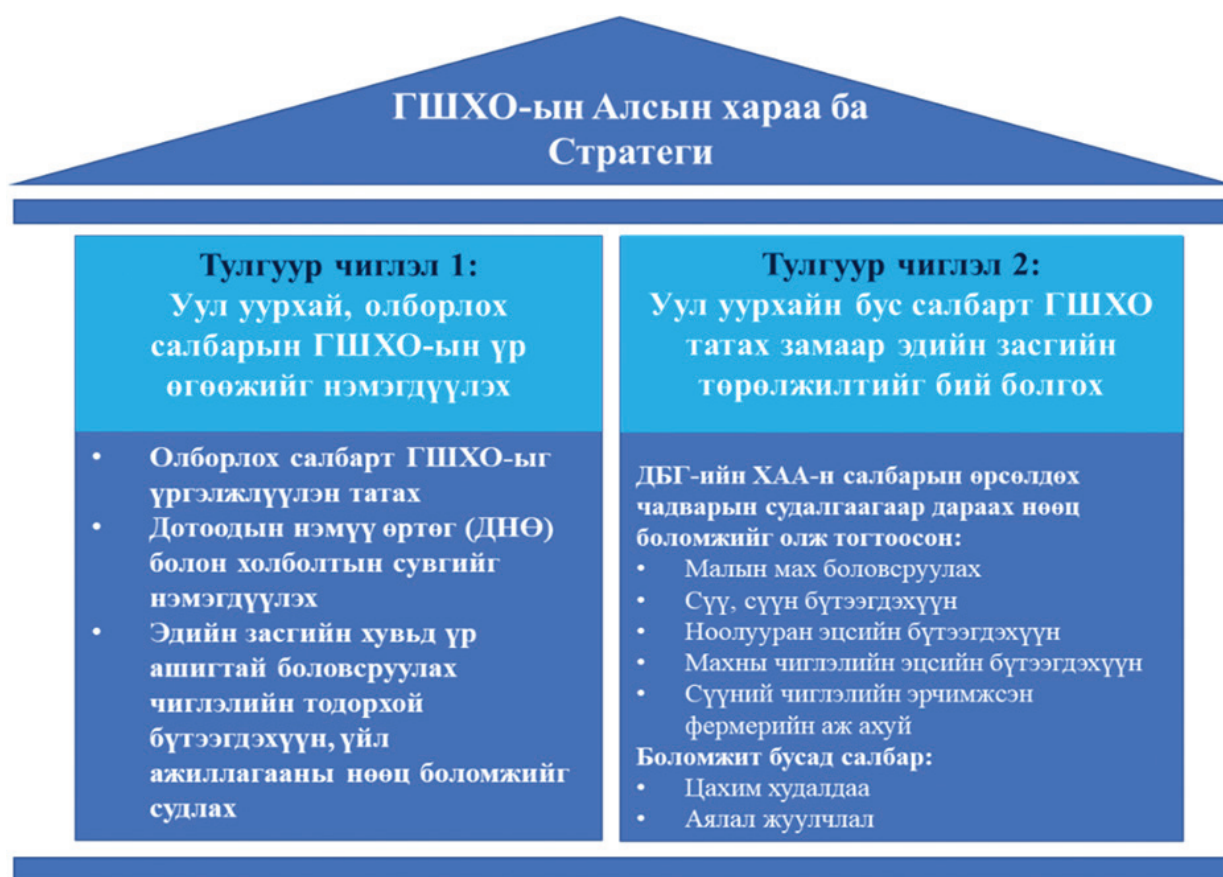 ГШХО-ын Алсын хараа ба
Стратеги
Тулгуур чиглэл 1:
Уул уурхай, олборлох
салбарын ГШХО-ын үр
өгөөжийг нэмэгдүүлэх
• Олборлох салбарт ГШХО-ыг
үргэлжлүүлэн татах
• Дотоодын нэмүү өртөг (ДНӨ)
болон холболтын сувгийг
нэмэгдүүлэх
• Эдийн засгийн хувьд үр
ашигтай боловсруулах
чиглэлийн тодорхой
бүтээгдэхүүн, үйл
ажиллагааны нөөц боломжийг
судлах
Тулгуур чиглэл 2:
Уул уурхайн бус салбарт ГШХО
татах замаар эдийн засгийн
төрөлжилтийг бий болгох
ДБГ-ийн ХАА-н салбарын өрсөлдөх
чадварын судалгаагаар дараах нөөц
боломжийг олж тогтоосон:
• Малын мах боловсруулах
• Сүү, сүүн бүтээгдэхүүн
• Ноолууран эцсийн бүтээгдэхүүн
• Махны чиглэлийн эцсийн бүтээгдэхүүн
• Сүүний чиглэлийн эрчимжсэн
фермерийн аж ахуй
Боломжит бусад салбар:
• Цахим худалдаа
• Аялал жуулчлал